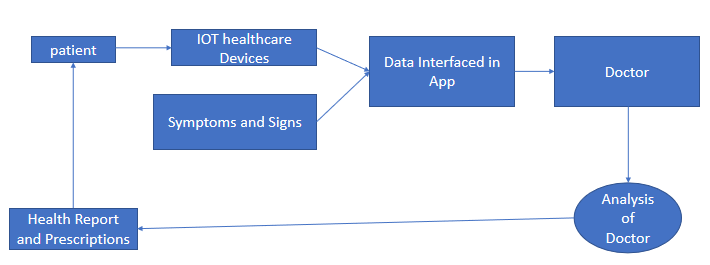 patient
IOT healthcare
Devices
Data Interfaced in
App
Doctor
Symptoms and Signs
Analysis
of
Doctor
Health Report
and Prescriptions